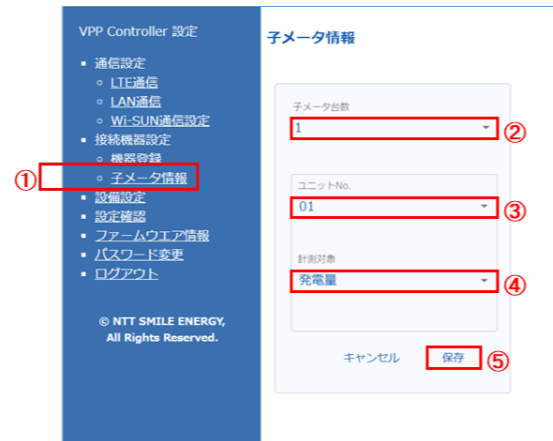 VPP Controller 設定
通信設定
LTE通信
LAN通信
Wi-SUN通信設定
接続機器設定
機器登録
① 子メータ情報
設備設定
設定確認
ファームウエア情報
パスワード変更
ログアウト
© NTT SMILE ENERGY,
All Rights Reserved.
子メータ情報
子メータ台数
1 ②
ユニットNo.
01 ③
計測対象
発電量 ④
キャンセル 保存 ⑤